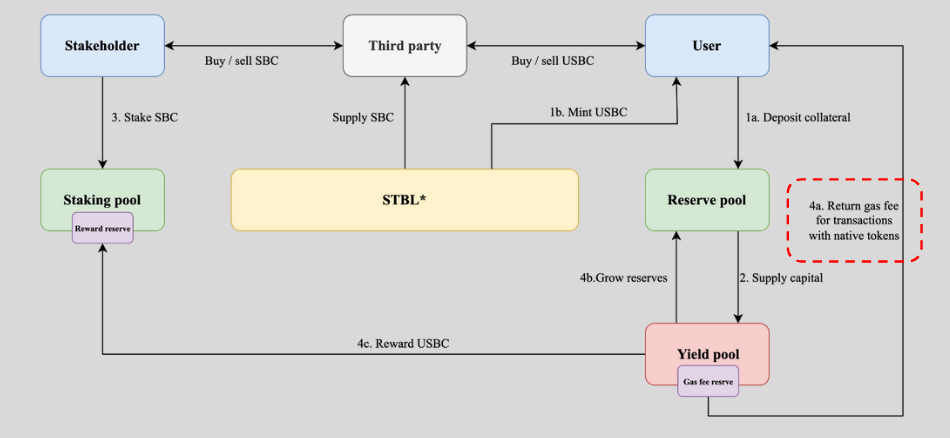 Stakeholder
Third party
User
Buy / sell SBC
Buy / sell USBC
3. Stake SBC
Supply SBC
1b. Mint USBC
1a. Deposit collateral
Staking pool
Reward reserve
STBL*
Reserve pool
4a. Return gas fee
for transactions
with native tokens
4b.Grow reserves
2. Supply capital
4c. Reward USBC
Yield pool
Gas fee resrve